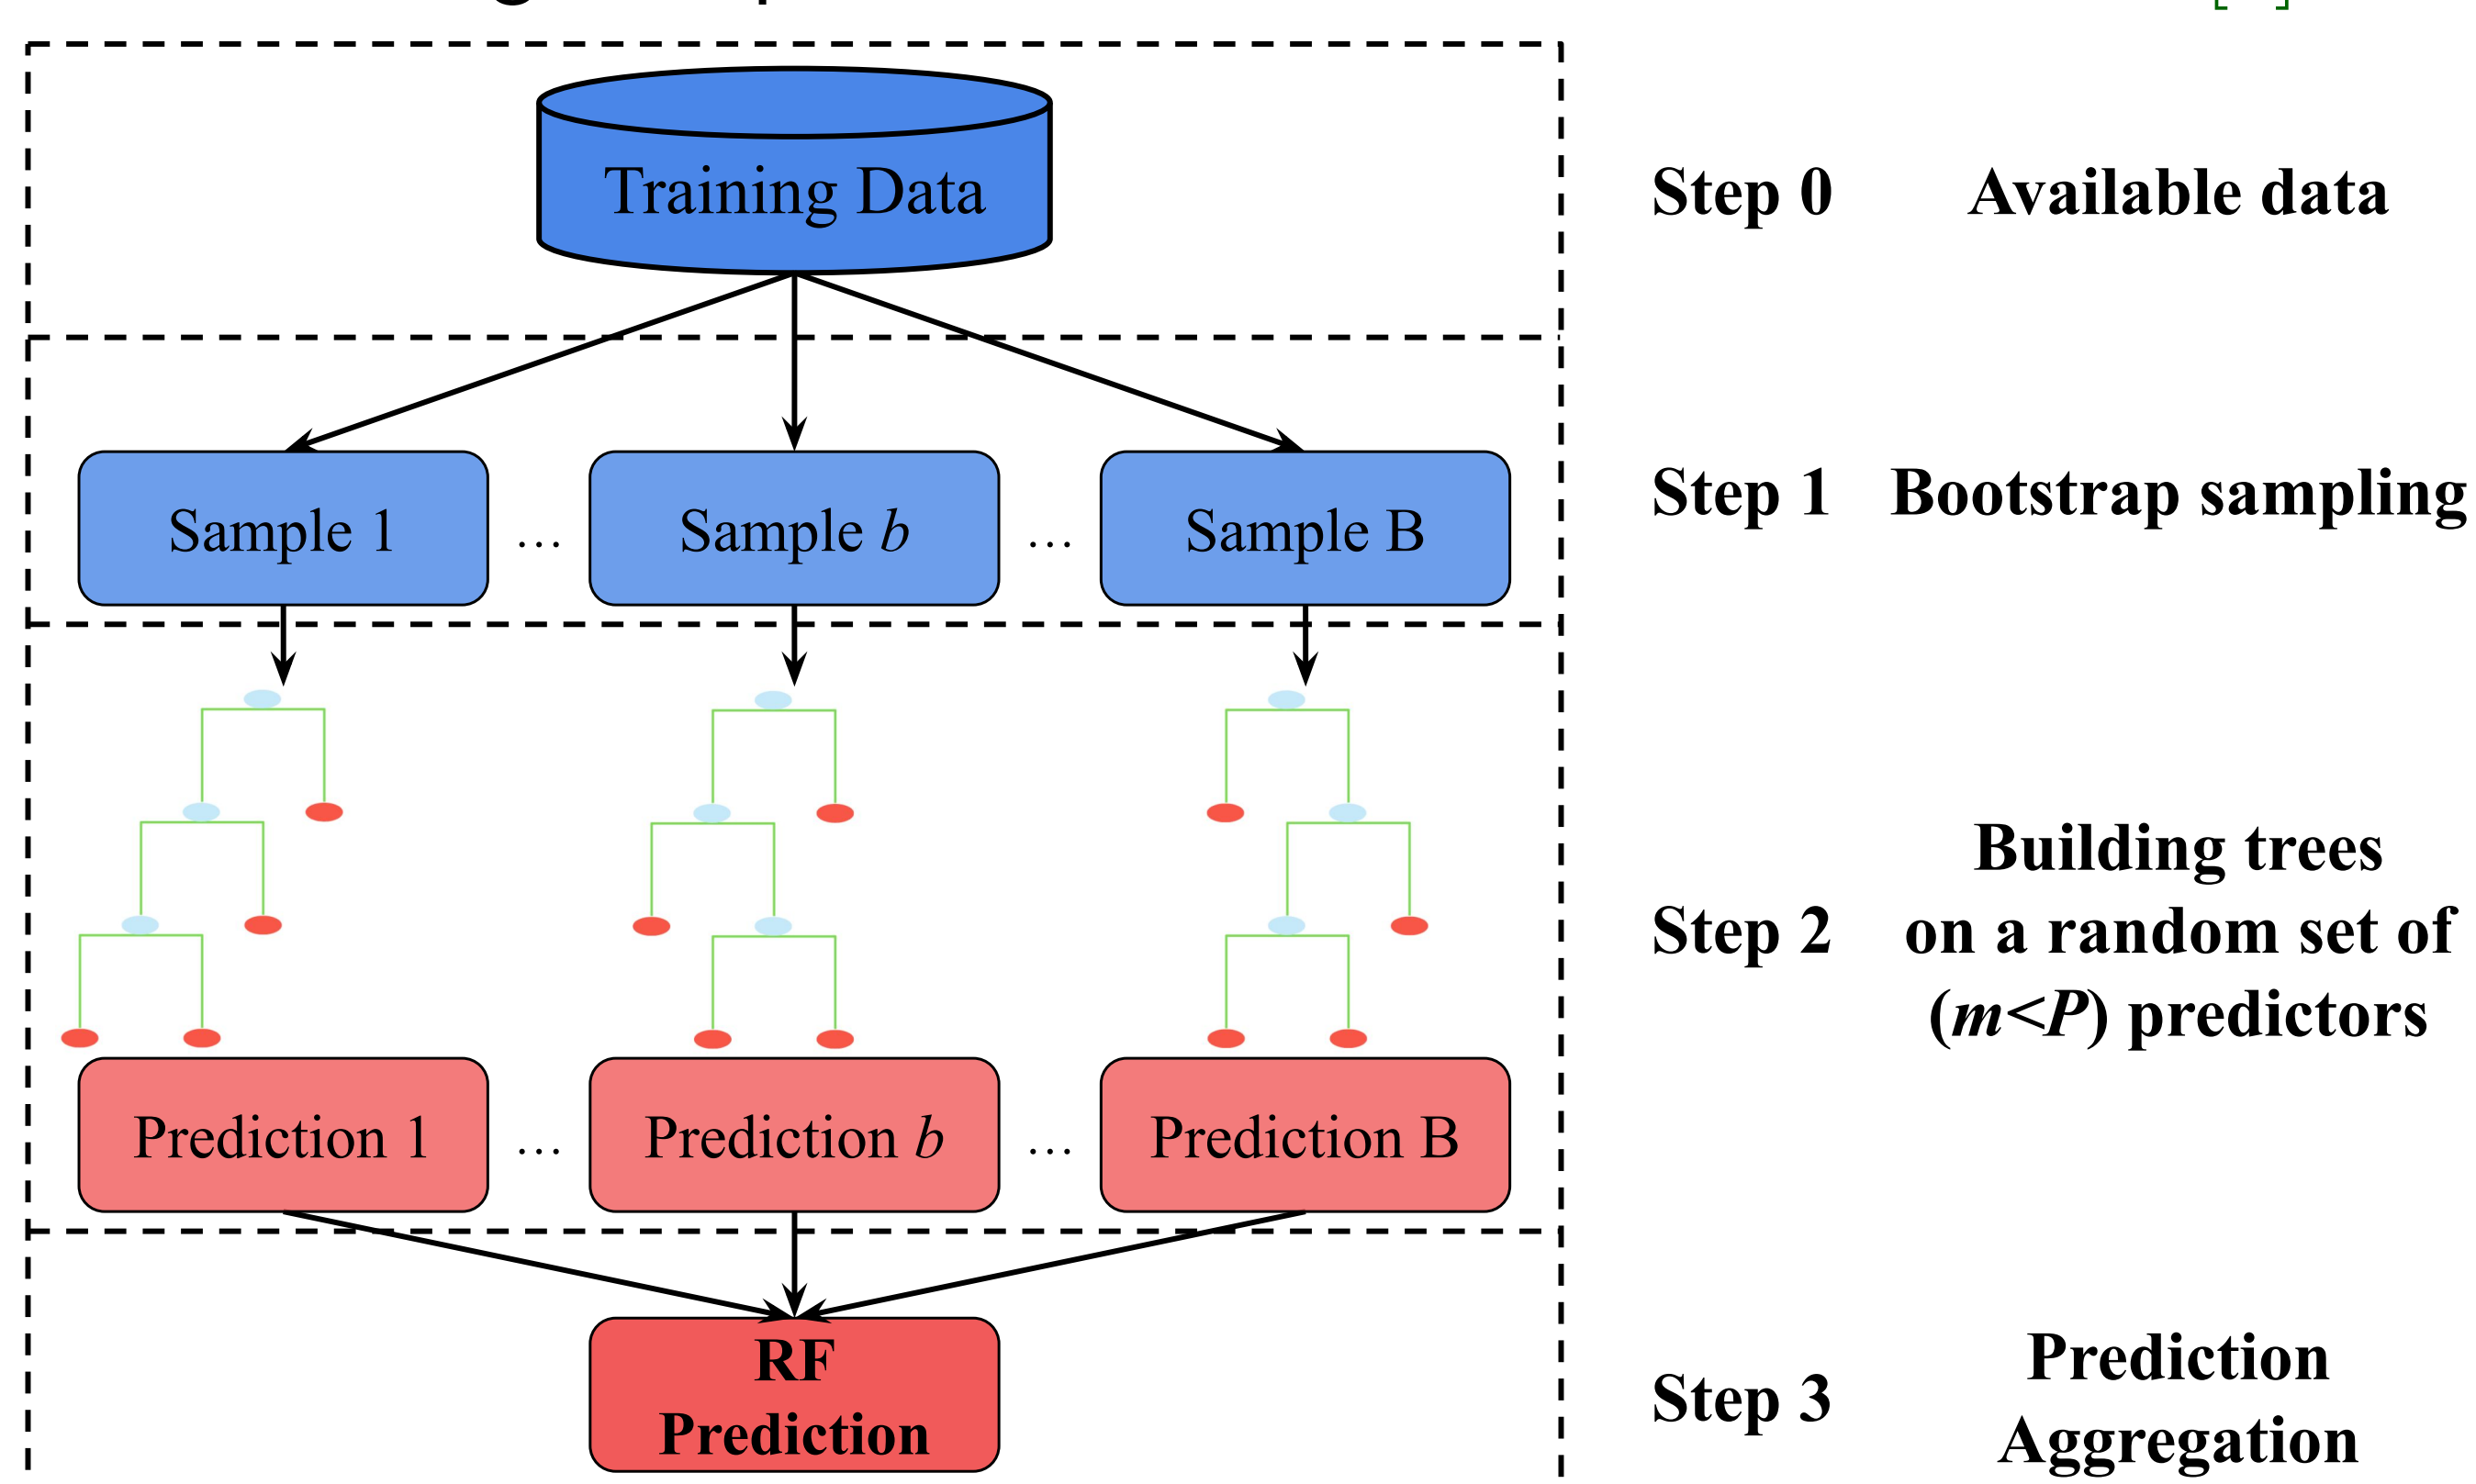 Training Data
Step 0 Available data
Sample 1 ... Sample b ... Sample B
Step 1 Bootstrap sampling
Building trees
Step 2 on a random set of
(m<P) predictors
Prediction 1 ... Prediction b ... Prediction B
RF
Prediction
Step 3
Prediction
Aggregation